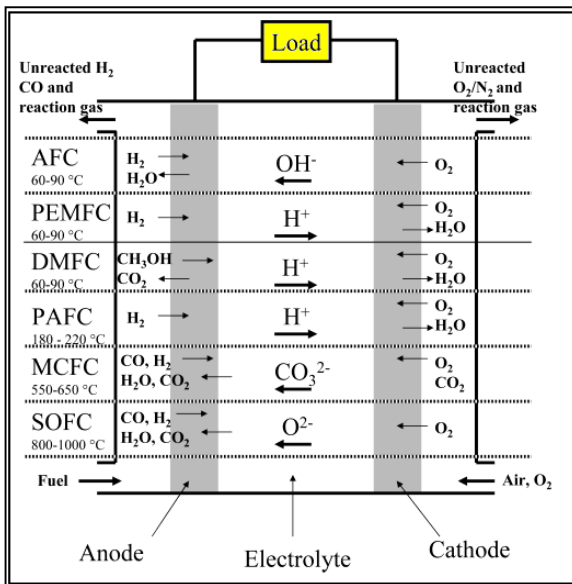 Load
Unreacted H₂
CO and
reaction gas
Unreacted
O₂/N₂ and
reaction gas
AFC
60-90 °C
H₂
H₂O
OH⁻
O₂
PEMFC
60-90 °C
H₂
H⁺
O₂
H₂O
DMFC
60-90 °C
CH₃OH
CO₂
H⁺
O₂
H₂O
PAFC
180 - 220 °C
H₂
H⁺
O₂
H₂O
MCFC
550-650 °C
CO, H₂
H₂O, CO₂
CO₃²⁻
O₂
CO₂
SOFC
800-1000 °C
CO, H₂
H₂O, CO₂
O²⁻
O₂
Fuel
Air, O₂
Anode
Electrolyte
Cathode